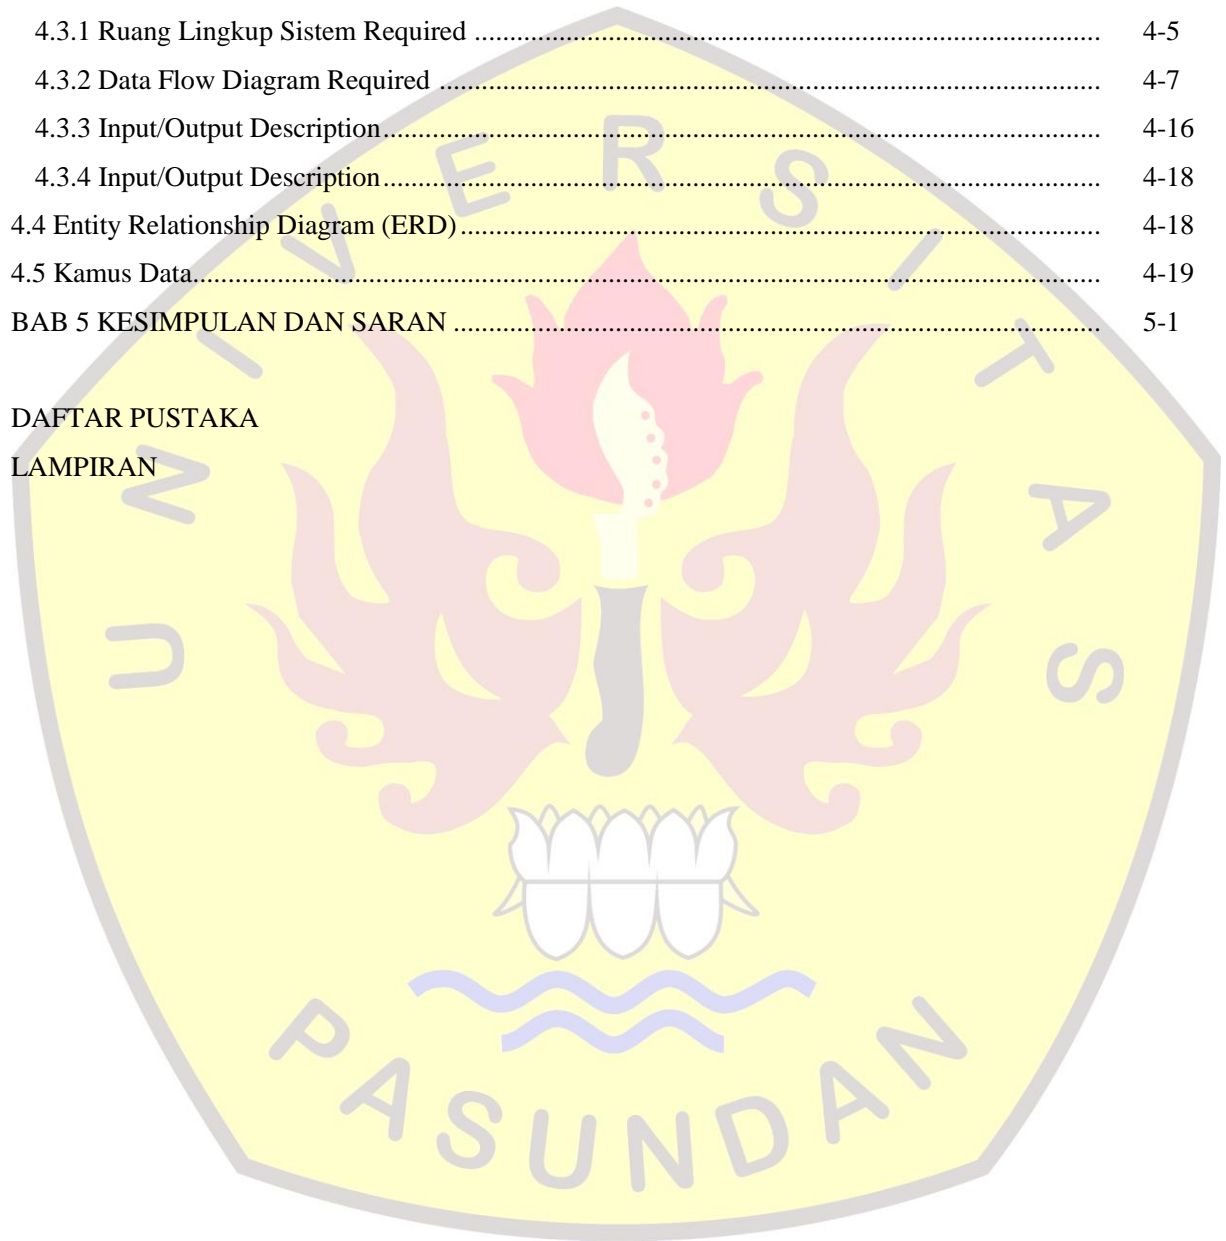 4.3.1 Ruang Lingkup Sistem Required .......................................................................................... 4-5
4.3.2 Data Flow Diagram Required .............................................................................................. 4-7
4.3.3 Input/Output Description...................................................................................................... 4-16
4.3.4 Input/Output Description...................................................................................................... 4-18
4.4 Entity Relationship Diagram (ERD)........................................................................................... 4-18
4.5 Kamus Data................................................................................................................................. 4-19
BAB 5 KESIMPULAN DAN SARAN ............................................................................................ 5-1
DAFTAR PUSTAKA
LAMPIRAN
UNIVERSITAS
PASUNDAN